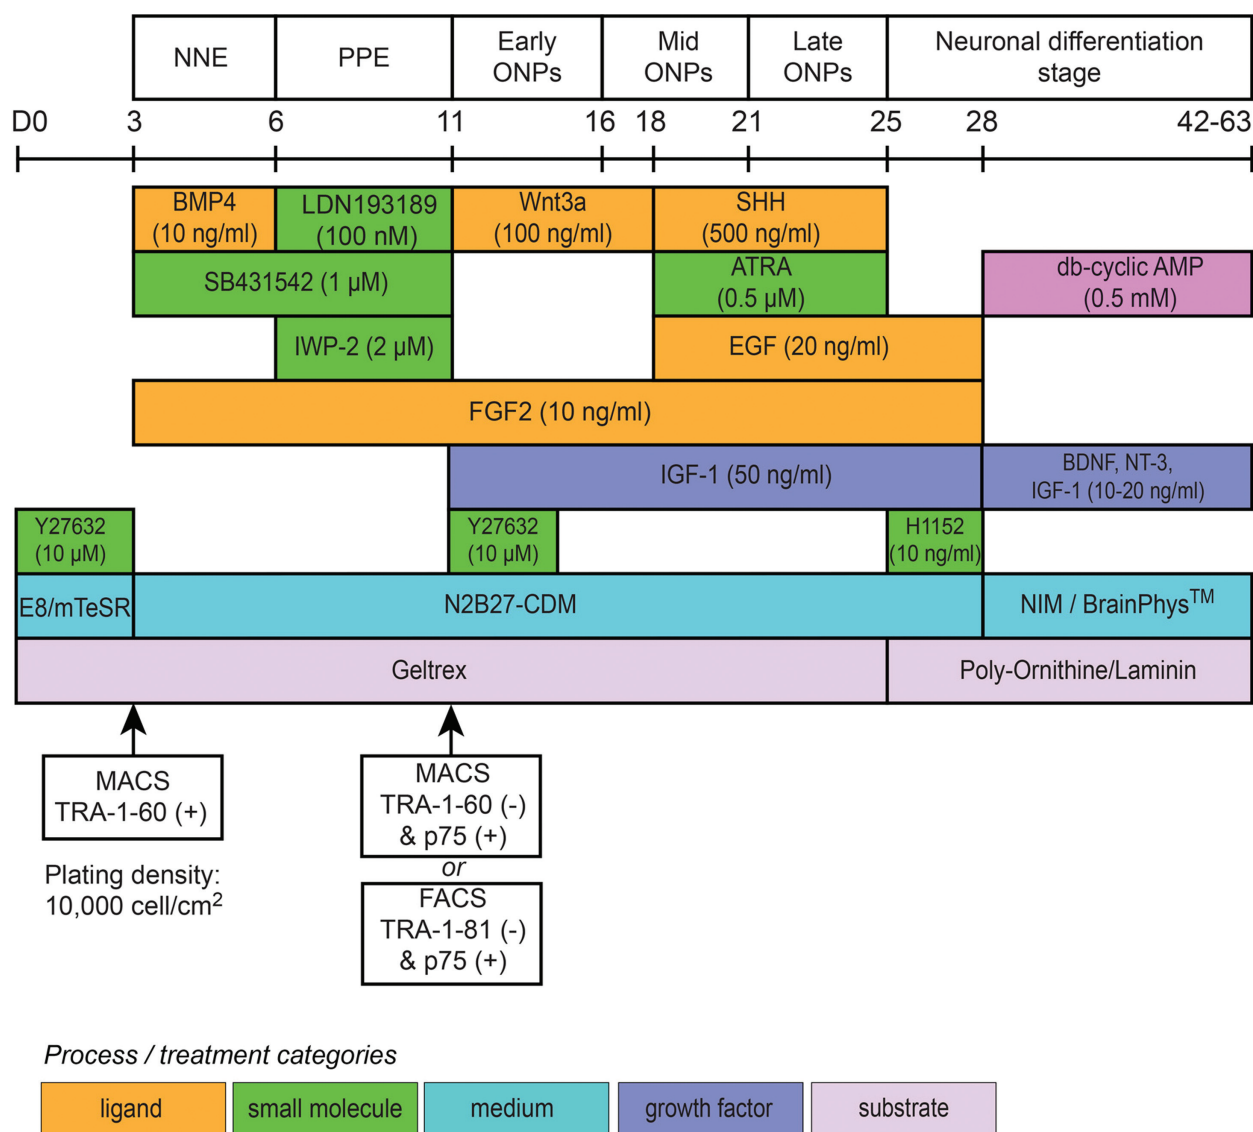 NNE
PPE
Early
ONPs
Mid
ONPs
Late
ONPs
Neuronal differentiation
stage
D0 3 6 11 16 18 21 25 28 42-63
BMP4
(10 ng/ml)
LDN193189
(100 nM)
Wnt3a
(100 ng/ml)
SHH
(500 ng/ml)
SB431542 (1 µM)
ATRA
(0.5 µM)
db-cyclic AMP
(0.5 mM)
IWP-2 (2 µM)
EGF (20 ng/ml)
FGF2 (10 ng/ml)
IGF-1 (50 ng/ml)
BDNF, NT-3,
IGF-1 (10-20 ng/ml)
Y27632
(10 µM)
Y27632
(10 µM)
H1152
(10 ng/ml)
E8/mTeSR
N2B27-CDM
NIM / BrainPhys™
Geltrex
Poly-Ornithine/Laminin
MACS
TRA-1-60 (+)
Plating density:
10,000 cell/cm²
MACS
TRA-1-60 (-)
& p75 (+)
or
FACS
TRA-1-81 (-)
& p75 (+)
Process / treatment categories
ligand
small molecule
medium
growth factor
substrate